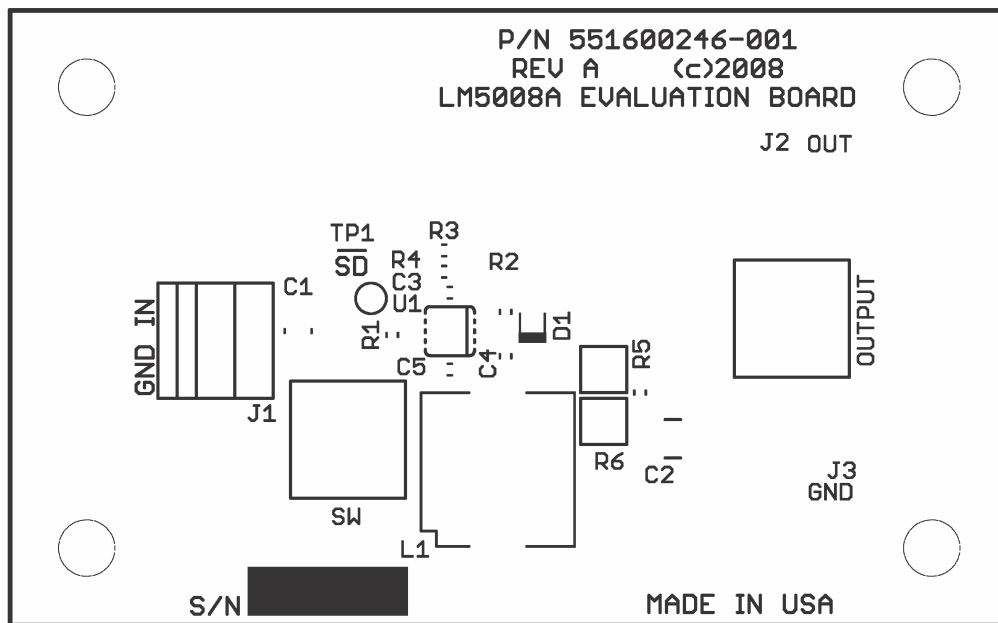 P/N 551600246-001
REV A (c)2008
LM5008A EVALUATION BOARD
J2 OUT
TP1
SD
R3
R4
R2
C3
U1
C1
GND IN
R1
D1
OUTPUT
C5
C4
R5
J1
R6
C2
J3
GND
SW
L1
S/N
MADE IN USA